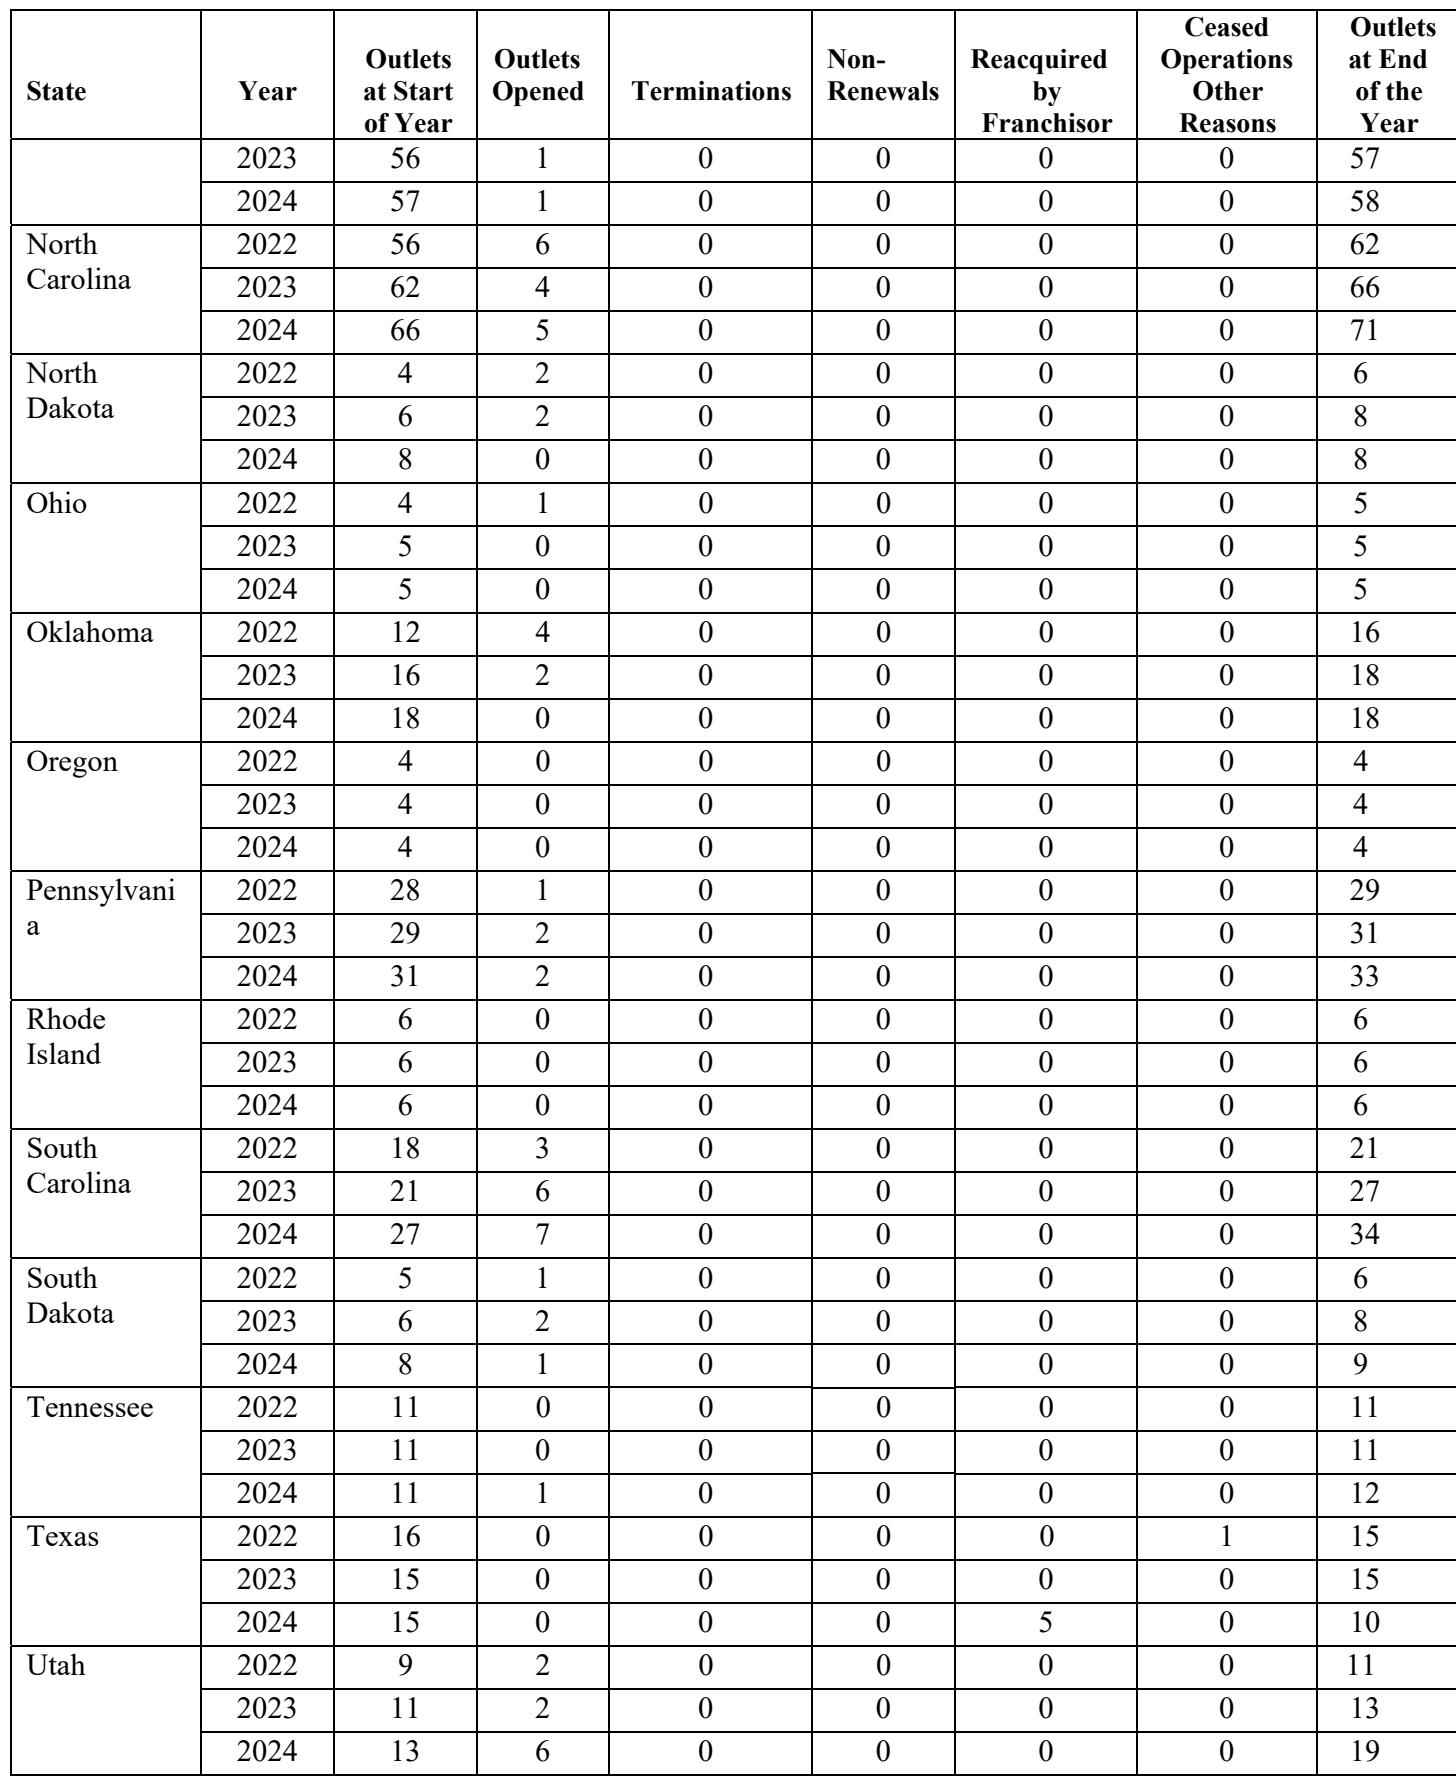 State Year Outlets at Start of Year Outlets Opened Terminations Non-Renewals Reacquired by Franchisor Ceased Operations Other Reasons Outlets at End of the Year
2023 56 1 0 0 0 0 57
2024 57 1 0 0 0 0 58
North Carolina 2022 56 6 0 0 0 0 62
2023 62 4 0 0 0 0 66
2024 66 5 0 0 0 0 71
North Dakota 2022 4 2 0 0 0 0 6
2023 6 2 0 0 0 0 8
2024 8 0 0 0 0 0 8
Ohio 2022 4 1 0 0 0 0 5
2023 5 0 0 0 0 0 5
2024 5 0 0 0 0 0 5
Oklahoma 2022 12 4 0 0 0 0 16
2023 16 2 0 0 0 0 18
2024 18 0 0 0 0 0 18
Oregon 2022 4 0 0 0 0 0 4
2023 4 0 0 0 0 0 4
2024 4 0 0 0 0 0 4
Pennsylvania 2022 28 1 0 0 0 0 29
2023 29 2 0 0 0 0 31
2024 31 2 0 0 0 0 33
Rhode Island 2022 6 0 0 0 0 0 6
2023 6 0 0 0 0 0 6
2024 6 0 0 0 0 0 6
South Carolina 2022 18 3 0 0 0 0 21
2023 21 6 0 0 0 0 27
2024 27 7 0 0 0 0 34
South Dakota 2022 5 1 0 0 0 0 6
2023 6 2 0 0 0 0 8
2024 8 1 0 0 0 0 9
Tennessee 2022 11 0 0 0 0 0 11
2023 11 0 0 0 0 0 11
2024 11 1 0 0 0 0 12
Texas 2022 16 0 0 0 0 1 15
2023 15 0 0 0 0 0 15
2024 15 0 0 0 5 0 10
Utah 2022 9 2 0 0 0 0 11
2023 11 2 0 0 0 0 13
2024 13 6 0 0 0 0 19